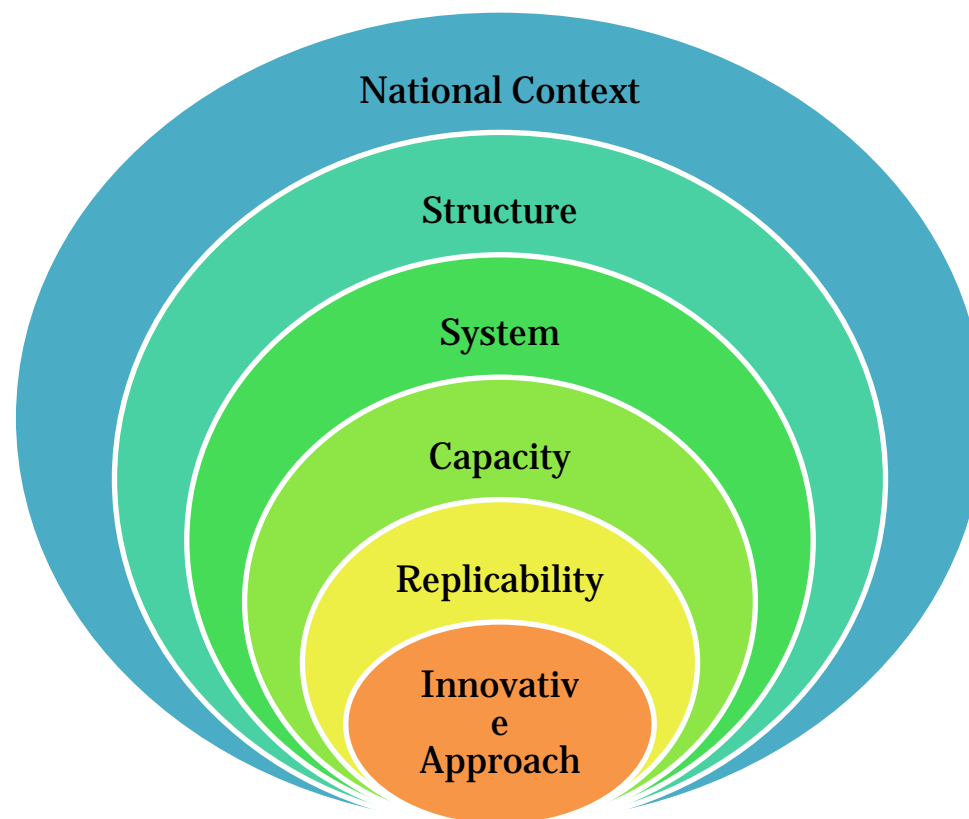 National Context
Structure
System
Capacity
Replicability
Innovativ
e
Approach